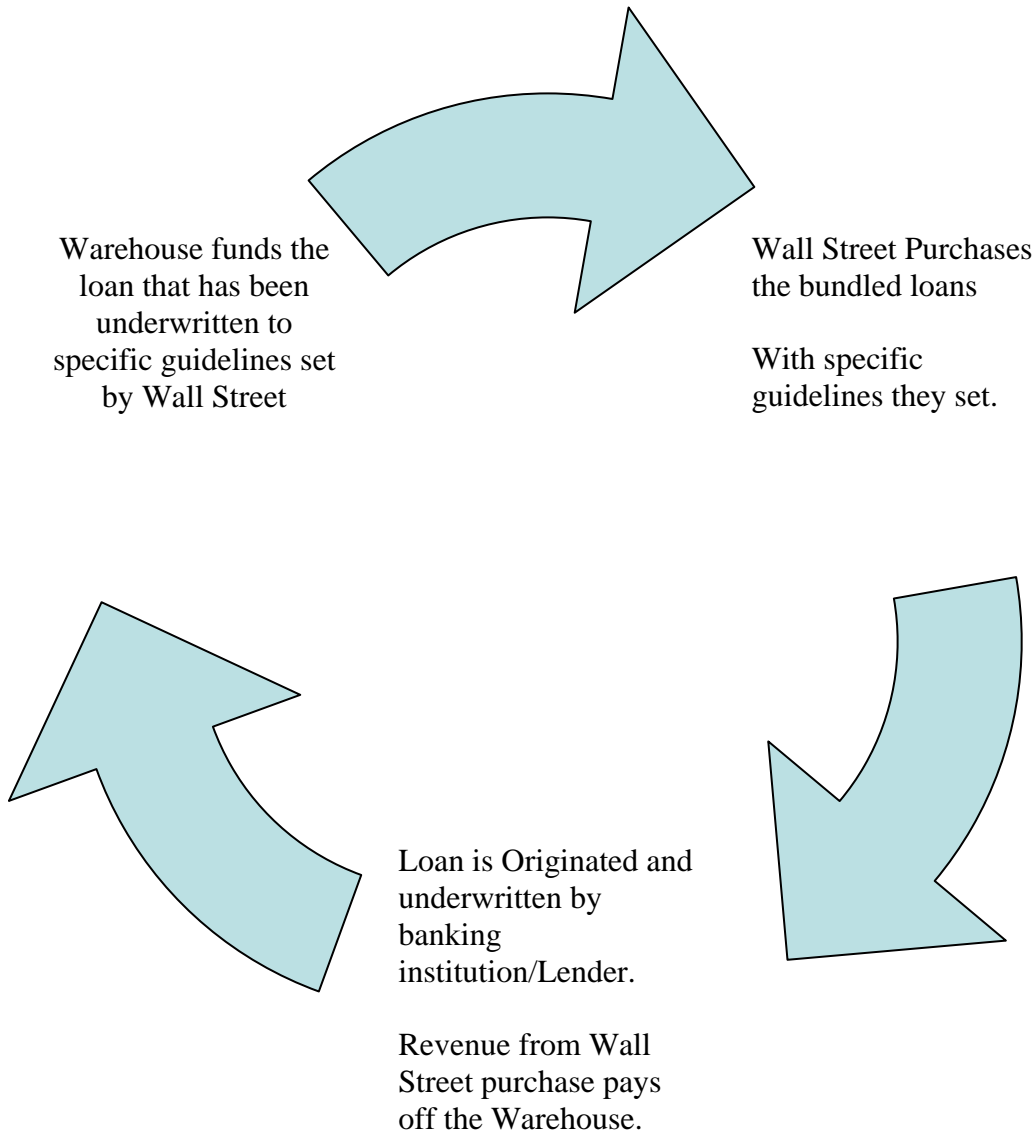 Warehouse funds the
loan that has been
underwritten to
specific guidelines set
by Wall Street
Wall Street Purchases
the bundled loans
With specific
guidelines they set.
Loan is Originated and
underwritten by
banking
institution/Lender.
Revenue from Wall
Street purchase pays
off the Warehouse.